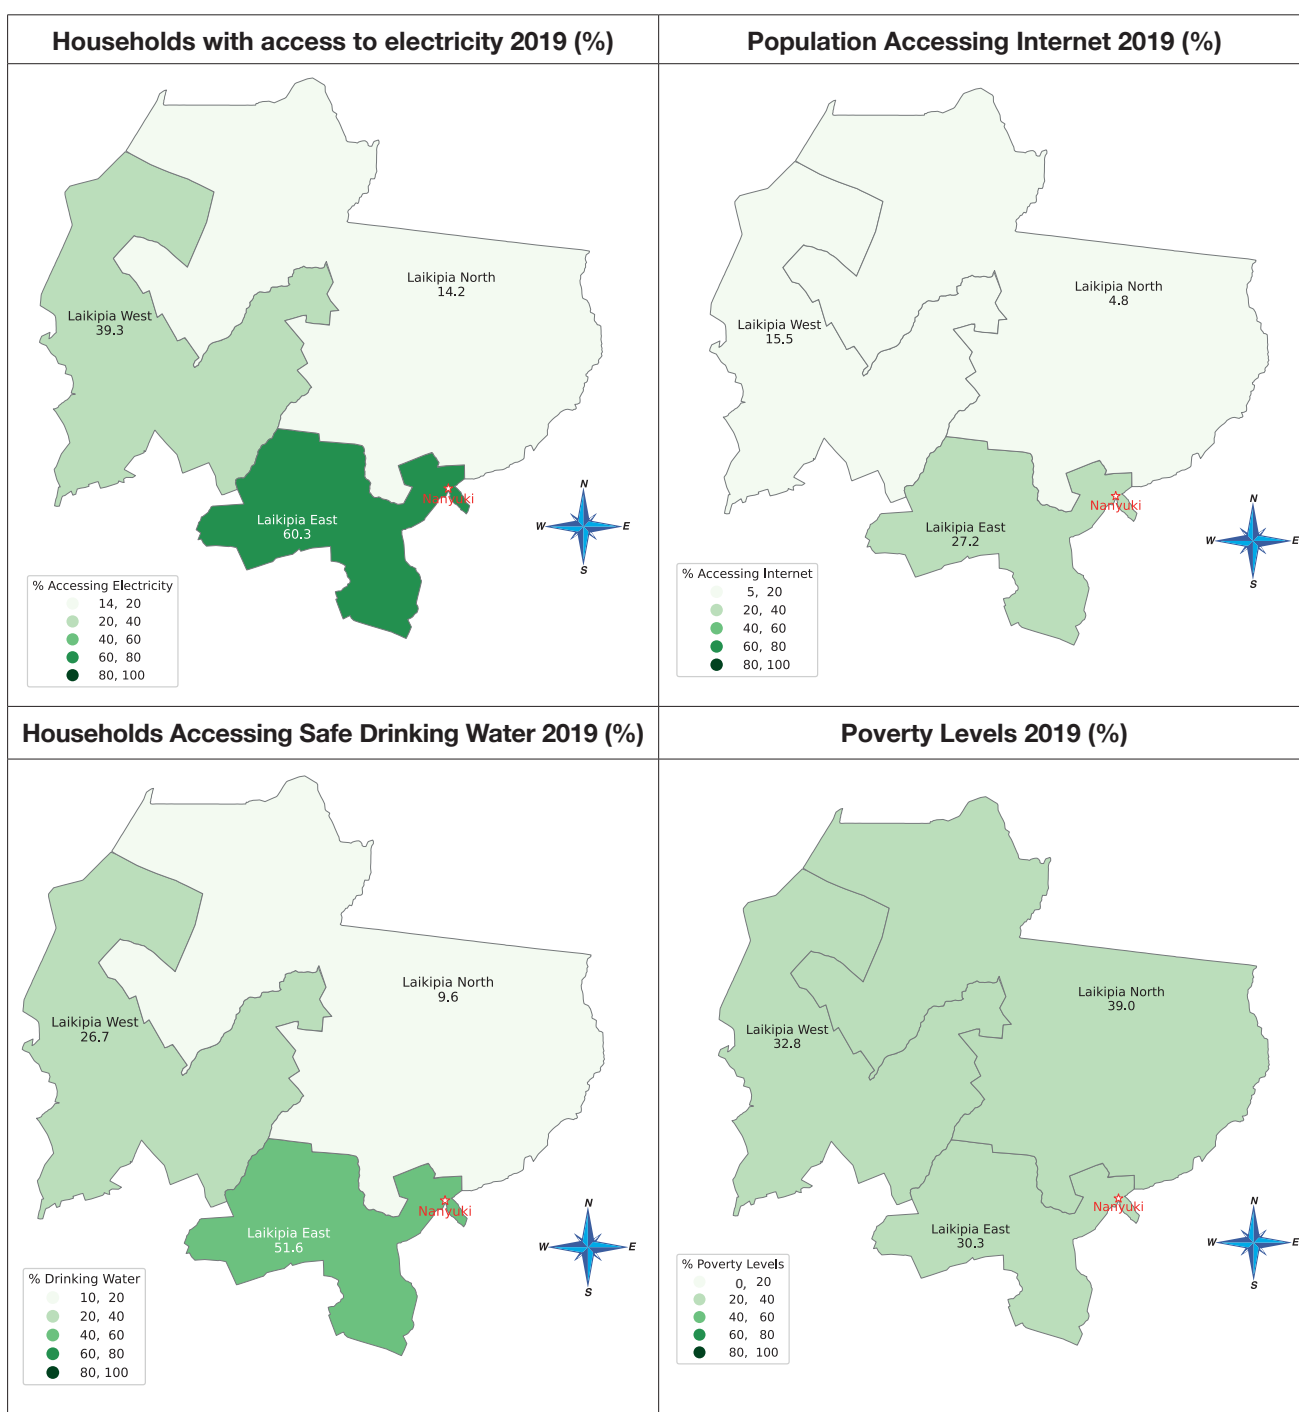 Households with access to electricity 2019 (%)
Laikipia North
14.2
Laikipia West
39.3
Nanyuki
Laikipia East
60.3
N
W
E
S
% Accessing Electricity
14, 20
20, 40
40, 60
60, 80
80, 100
Population Accessing Internet 2019 (%)
Laikipia North
4.8
Laikipia West
15.5
Nanyuki
Laikipia East
27.2
N
W
E
S
% Accessing Internet
5, 20
20, 40
40, 60
60, 80
80, 100
Households Accessing Safe Drinking Water 2019 (%)
Laikipia North
9.6
Laikipia West
26.7
Nanyuki
Laikipia East
51.6
N
W
E
S
% Drinking Water
10, 20
20, 40
40, 60
60, 80
80, 100
Poverty Levels 2019 (%)
Laikipia North
39.0
Laikipia West
32.8
Nanyuki
Laikipia East
30.3
N
W
E
S
% Poverty Levels
0, 20
20, 40
40, 60
60, 80
80, 100